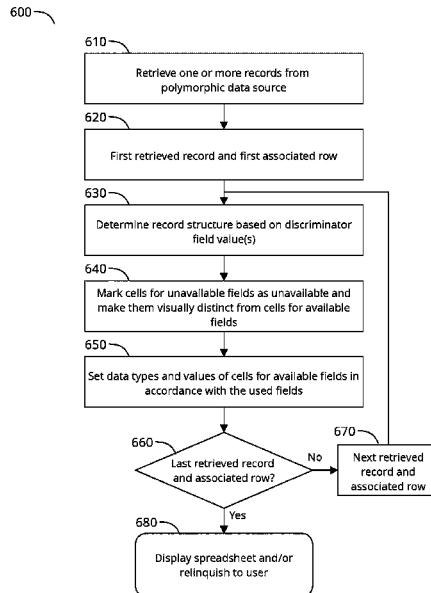 600
610
Retrieve one or more records from
polymorphic data source
620
First retrieved record and first associated row
630
Determine record structure based on discriminator
field value(s)
640
Mark cells for unavailable fields as unavailable and
make them visually distinct from cells for available
fields
650
Set data types and values of cells for available fields in
accordance with the used fields
660
Last retrieved record
and associated row?
No
670
Next retrieved
record and
associated row
Yes
680
Display spreadsheet and/or
relinquish to user